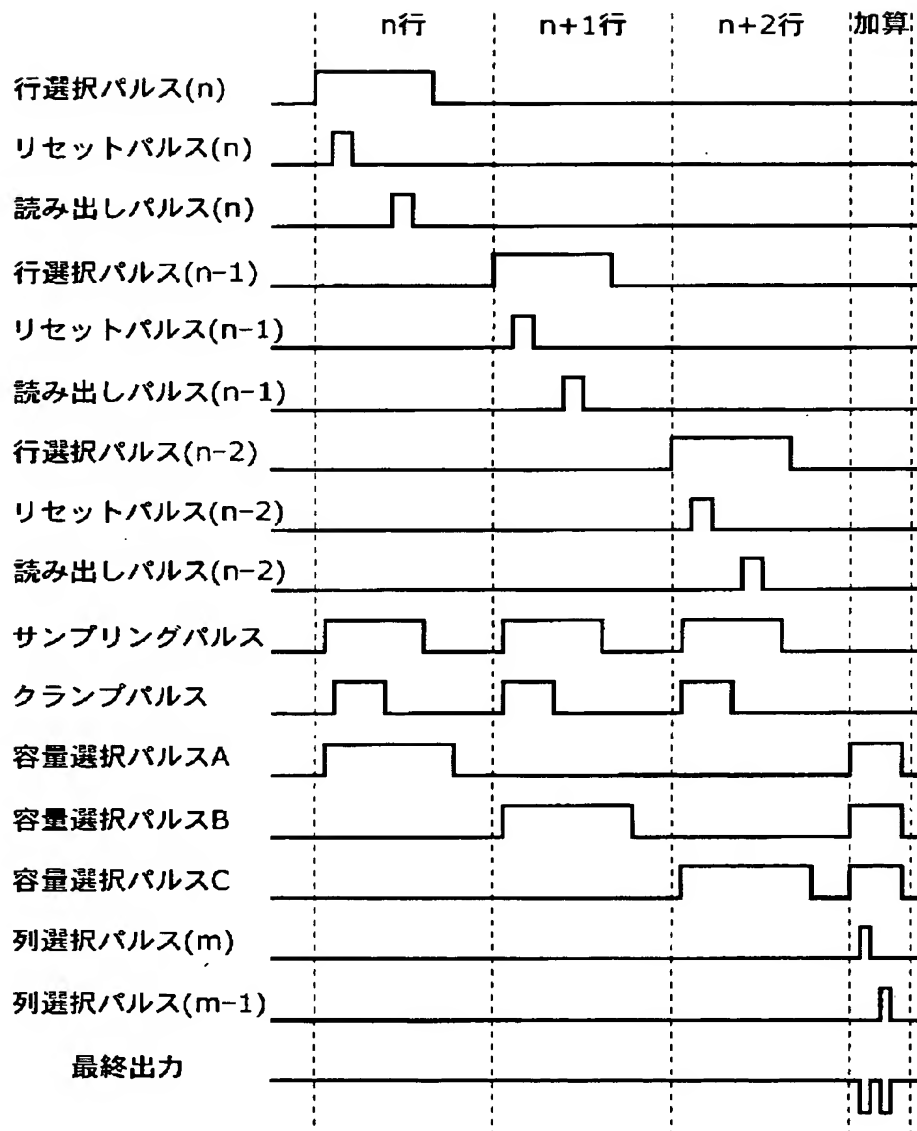 n行 n+1行 n+2行 加算
行選択パルス(n)
リセットパルス(n)
読み出しパルス(n)
行選択パルス(n-1)
リセットパルス(n-1)
読み出しパルス(n-1)
行選択パルス(n-2)
リセットパルス(n-2)
読み出しパルス(n-2)
サンプリングパルス
クランプパルス
容量選択パルスA
容量選択パルスB
容量選択パルスC
列選択パルス(m)
列選択パルス(m-1)
最終出力